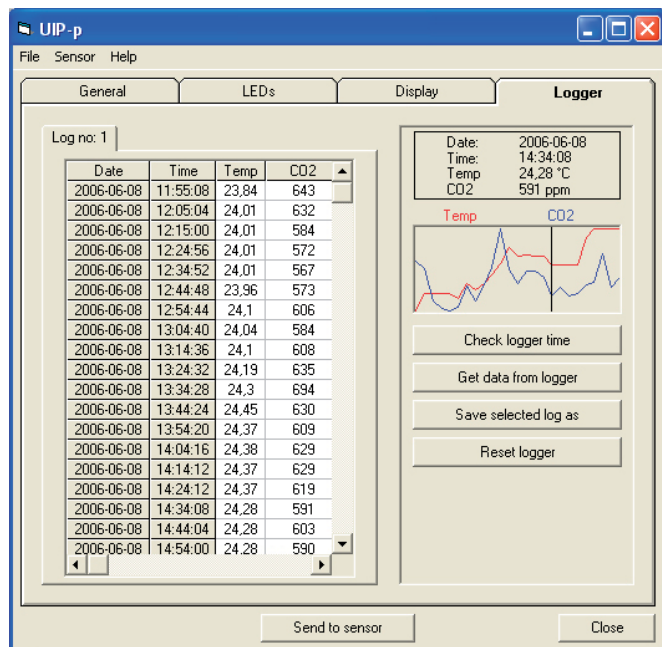 UIP-p
File Sensor Help
General LEDs Display Logger
Log no: 1
Date Time Temp CO2
2006-06-08 11:55:08 23,84 643
2006-06-08 12:05:04 24,01 632
2006-06-08 12:15:00 24,01 584
2006-06-08 12:24:56 24,01 572
2006-06-08 12:34:52 24,01 567
2006-06-08 12:44:48 23,96 573
2006-06-08 12:54:44 24,1 606
2006-06-08 13:04:40 24,04 584
2006-06-08 13:14:36 24,1 608
2006-06-08 13:24:32 24,19 635
2006-06-08 13:34:28 24,3 694
2006-06-08 13:44:24 24,45 630
2006-06-08 13:54:20 24,37 609
2006-06-08 14:04:16 24,38 629
2006-06-08 14:14:12 24,37 629
2006-06-08 14:24:12 24,37 619
2006-06-08 14:34:08 24,28 591
2006-06-08 14:44:04 24,28 603
2006-06-08 14:54:00 24,28 590
Date: 2006-06-08
Time: 14:34:08
Temp 24,28 °C
CO2 591 ppm
Temp CO2
Check logger time
Get data from logger
Save selected log as
Reset logger
Send to sensor Close